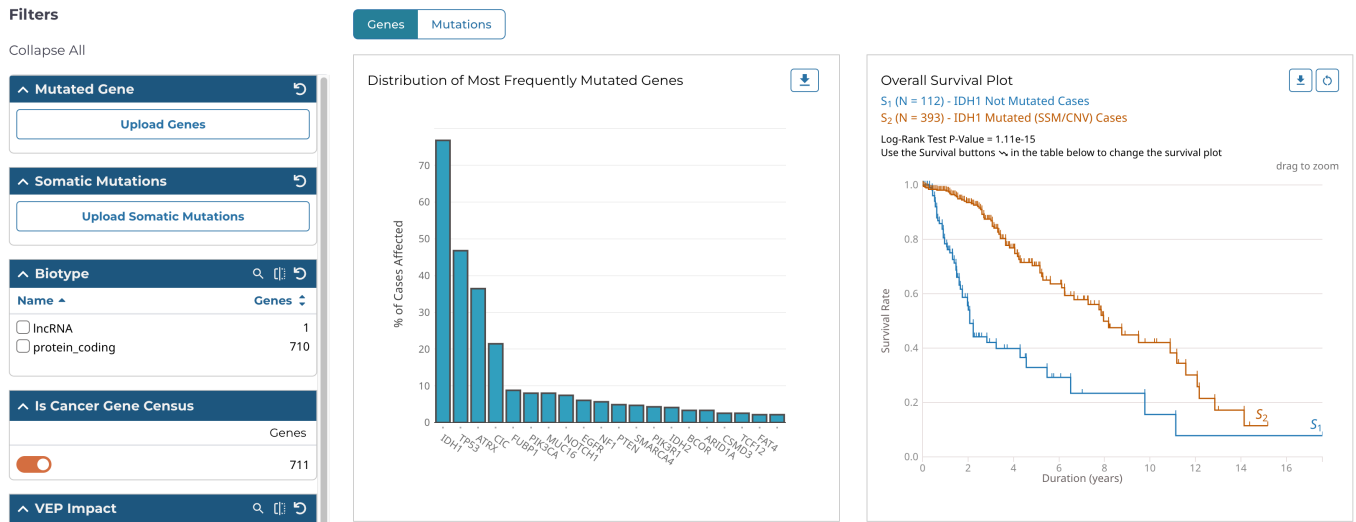 Filters
Collapse All
Mutated Gene
Upload Genes
Somatic Mutations
Upload Somatic Mutations
Biotype
Name Genes
lncRNA 1
protein_coding 710
Is Cancer Gene Census
Genes
711
VEP Impact
Genes Mutations
Distribution of Most Frequently Mutated Genes
% of Cases Affected
70
60
50
40
30
20
10
0
IDH1 TP53 ATRX CIC FUBP1 PIK3CA MUC16 NOTCH1 EGFR NF1 PTEN SMARCA4 PIK3R1 IDH2 BCOR ARID1A CSMD3 TCF12 FAT4
Overall Survival Plot
S1 (N = 112) - IDH1 Not Mutated Cases
S2 (N = 393) - IDH1 Mutated (SSM/CNV) Cases
Log-Rank Test P-Value = 1.11e-15
Use the Survival buttons in the table below to change the survival plot
drag to zoom
Survival Rate
1.0
0.8
0.6
0.4
0.2
0.0
S2
S1
0 2 4 6 8 10 12 14 16
Duration (years)